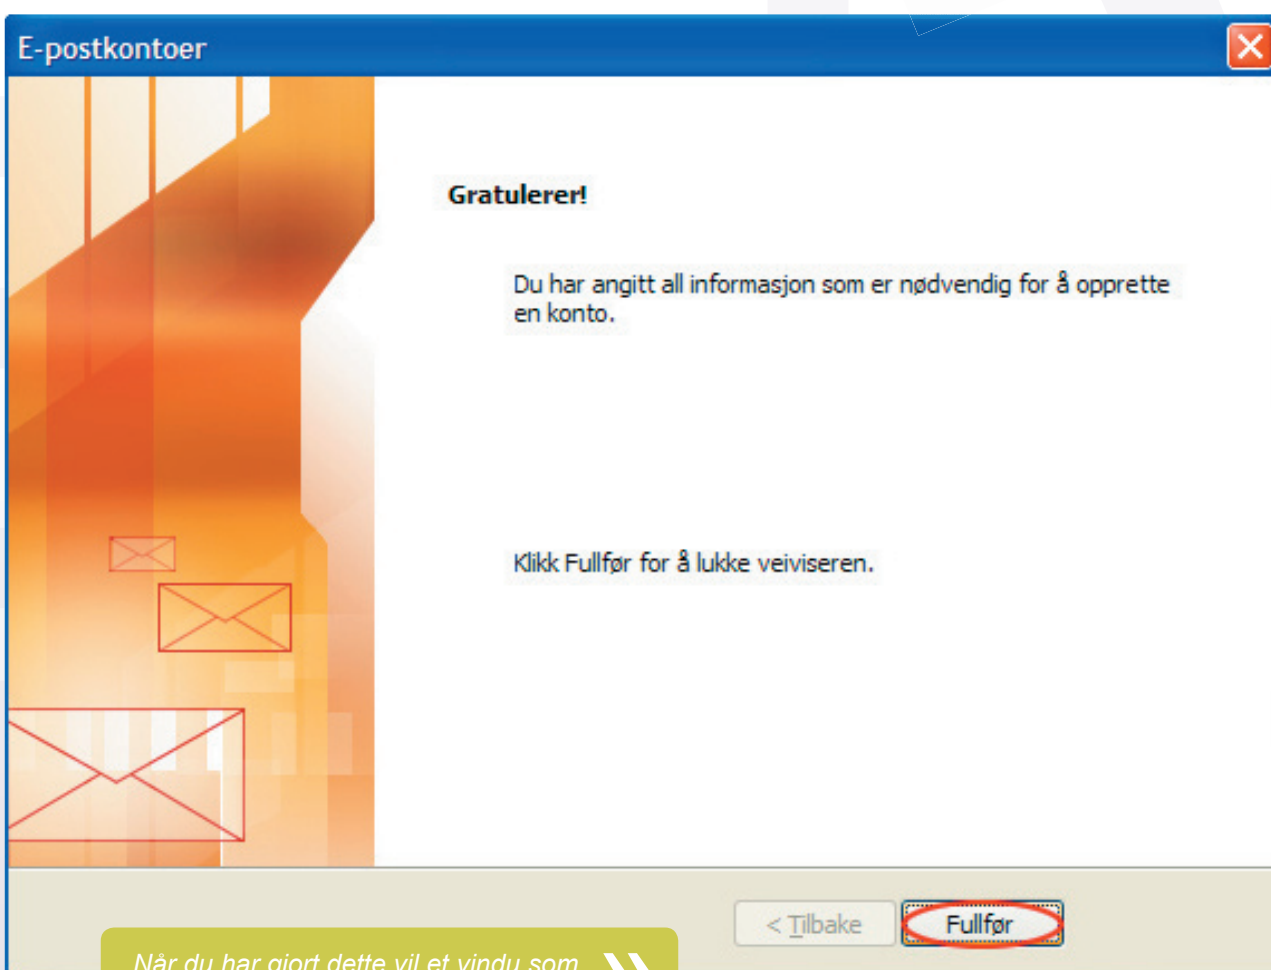 E-postkontoer
Gratulerer!
Du har angitt all informasjon som er nødvendig for å opprette
en konto.
Klikk Fullfør for å lukke veiviseren.
< Tilbake
Fullfør
Når du har gjort dette vil et vindu som